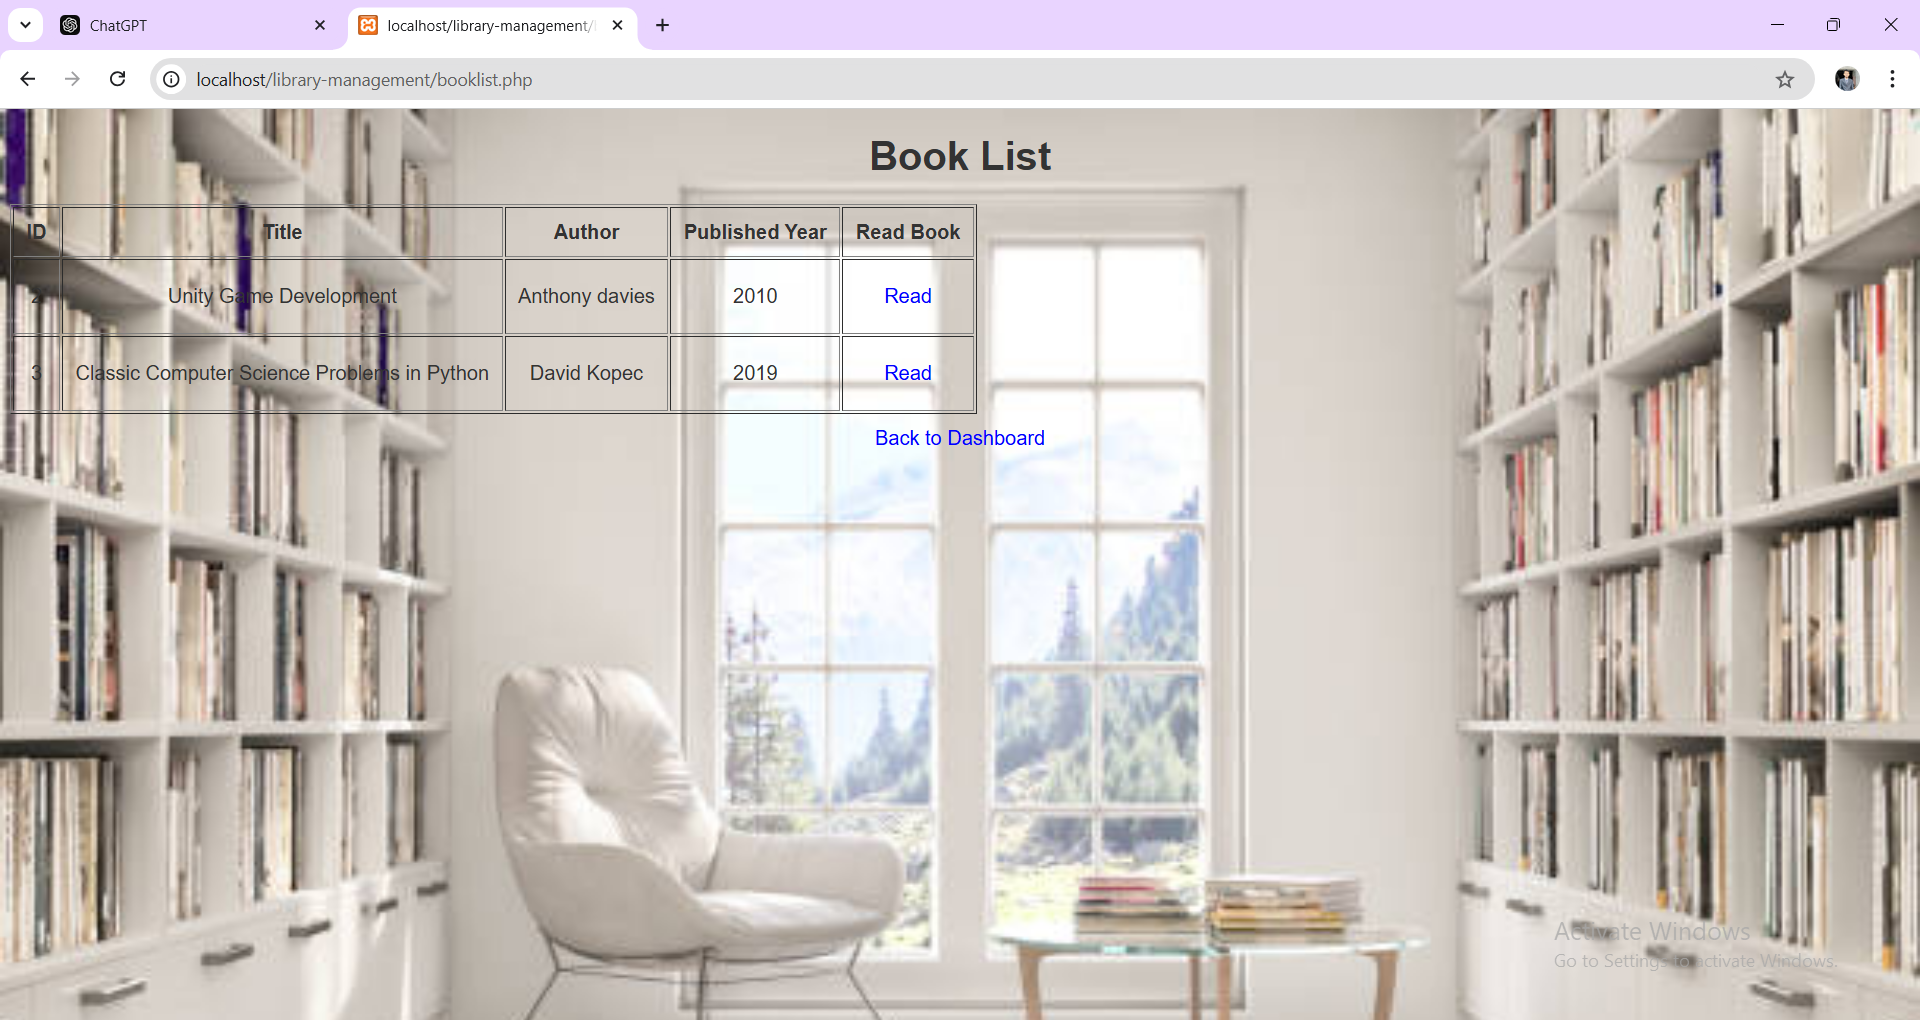 ChatGPT
localhost/library-management/
localhost/library-management/booklist.php
Book List
ID Title Author Published Year Read Book
2 Unity Game Development Anthony davies 2010 Read
3 Classic Computer Science Problems in Python David Kopec 2019 Read
Back to Dashboard
Activate Windows
Go to Settings to activate Windows.